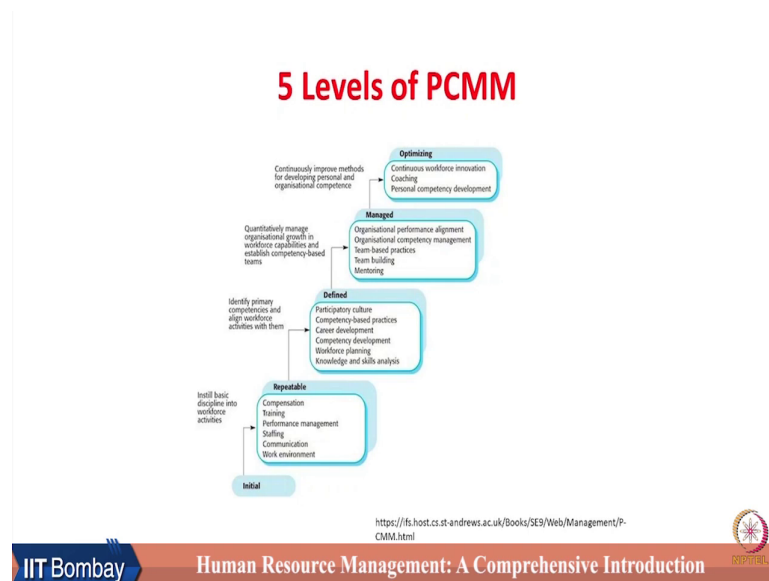 5 Levels of PCMM
Optimizing
Continuously improve methods
for developing personal and
organisational competence
Continuous workforce innovation
Coaching
Personal competency development
Managed
Quantitatively manage
organisational growth in
workforce capabilities and
establish competency-based
teams
Organisational performance alignment
Organisational competency management
Team-based practices
Team building
Mentoring
Defined
Identify primary
competencies and
align workforce
activities with them
Participatory culture
Competency-based practices
Career development
Competency development
Workforce planning
Knowledge and skills analysis
Repeatable
Instill basic
discipline into
workforce
activities
Compensation
Training
Performance management
Staffing
Communication
Work environment
Initial
https://ifs.host.cs.st-andrews.ac.uk/Books/SE9/Web/Management/P-
CMM.html
IIT Bombay
Human Resource Management: A Comprehensive Introduction
NPTEL